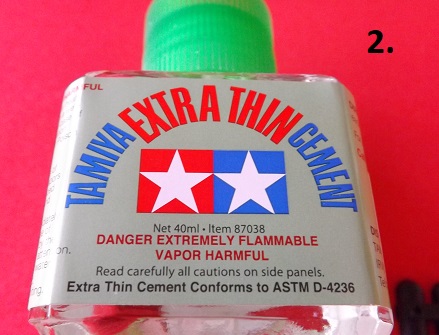 2.
FUL
TAMIYA EXTRA THIN CEMENT
Net 40ml • Item 87038
DANGER EXTREMELY FLAMMABLE
VAPOR HARMFUL
Read carefully all cautions on side panels.
Extra Thin Cement Conforms to ASTM D-4236